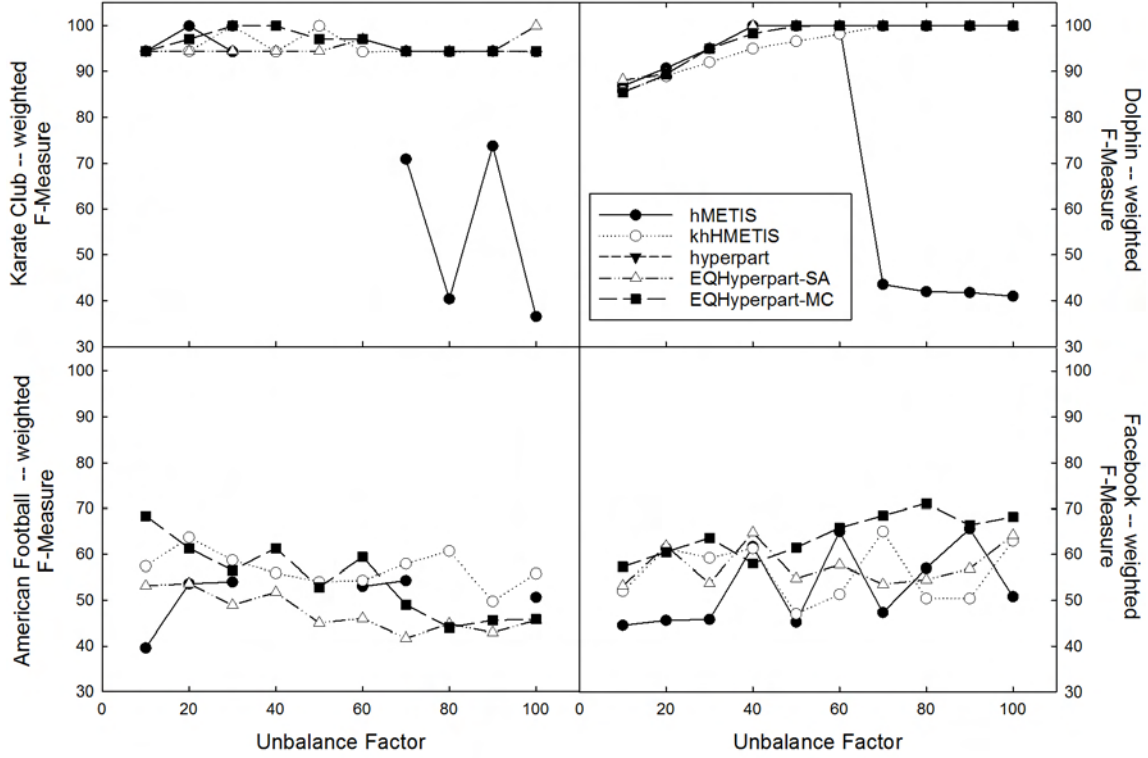 100
90
80
70
60
50
40
30
Karate Club -- weighted
F-Measure
100
90
80
70
60
50
40
30
Dolphin -- weighted
F-Measure
hMETIS
khHMETIS
hyperpart
EQHyperpart-SA
EQHyperpart-MC
100
90
80
70
60
50
40
30
American Football -- weighted
F-Measure
0 20 40 60 80 100
Unbalance Factor
100
90
80
70
60
50
40
30
Facebook -- weighted
F-Measure
0 20 40 60 80 100
Unbalance Factor